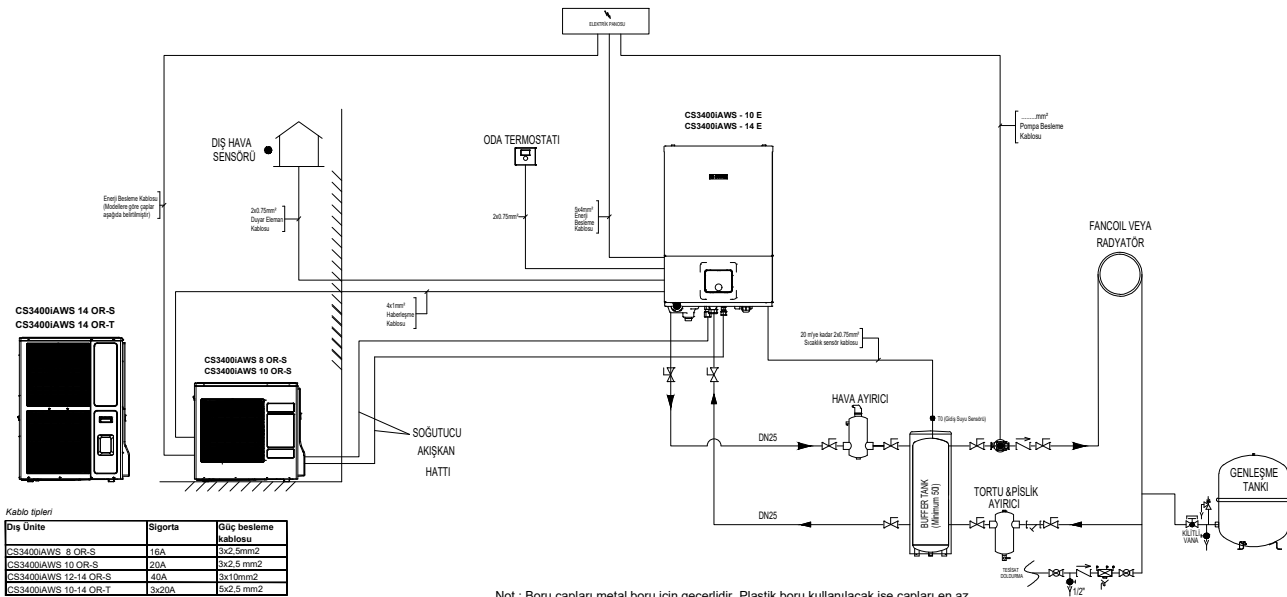 ELEKTRİK PANOSU
CS3400iAWS - 10 E
CS3400iAWS - 14 E
DIŞ HAVA
SENSÖRÜ
ODA TERMOSTATI
mm²
Pompa Besleme
Kablosu
Enerji Besleme Kablosu
(Modellere göre çaplar
aşağıda belirtilmiştir)
2x0.75mm²
Duyar Eleman
Kablosu
2x0.75mm²
5x4mm²
Enerji
Besleme
Kablosu
FANCOIL VEYA
RADYATÖR
CS3400iAWS 14 OR-S
CS3400iAWS 14 OR-T
4x1mm²
Haberleşme
Kablosu
20 m'ye kadar 2x0.75mm²
Sıcaklık sensör kablosu
CS3400iAWS 8 OR-S
CS3400iAWS 10 OR-S
HAVA AYIRICI
T0 (Gidiş Suyu Sensörü)
SOĞUTUCU
AKIŞKAN
HATTI
DN25
BUFFER TANK
(Minimum 50)
TORTU &PİSLİK
AYIRICI
GENLEŞME
TANKI
DN25
KİLİTLİ
VANA
TESİSAT
DOLDURMA
1/2"
Kablo tipleri
Dış Ünite Sigorta Güç besleme kablosu
CS3400iAWS 8 OR-S 16A 3x2,5mm2
CS3400iAWS 10 OR-S 20A 3x2,5 mm2
CS3400iAWS 12-14 OR-S 40A 3x10mm2
CS3400iAWS 10-14 OR-T 3x20A 5x2,5 mm2
Not : Boru çapları metal boru için geçerlidir. Plastik boru kullanılacak ise çapları en az